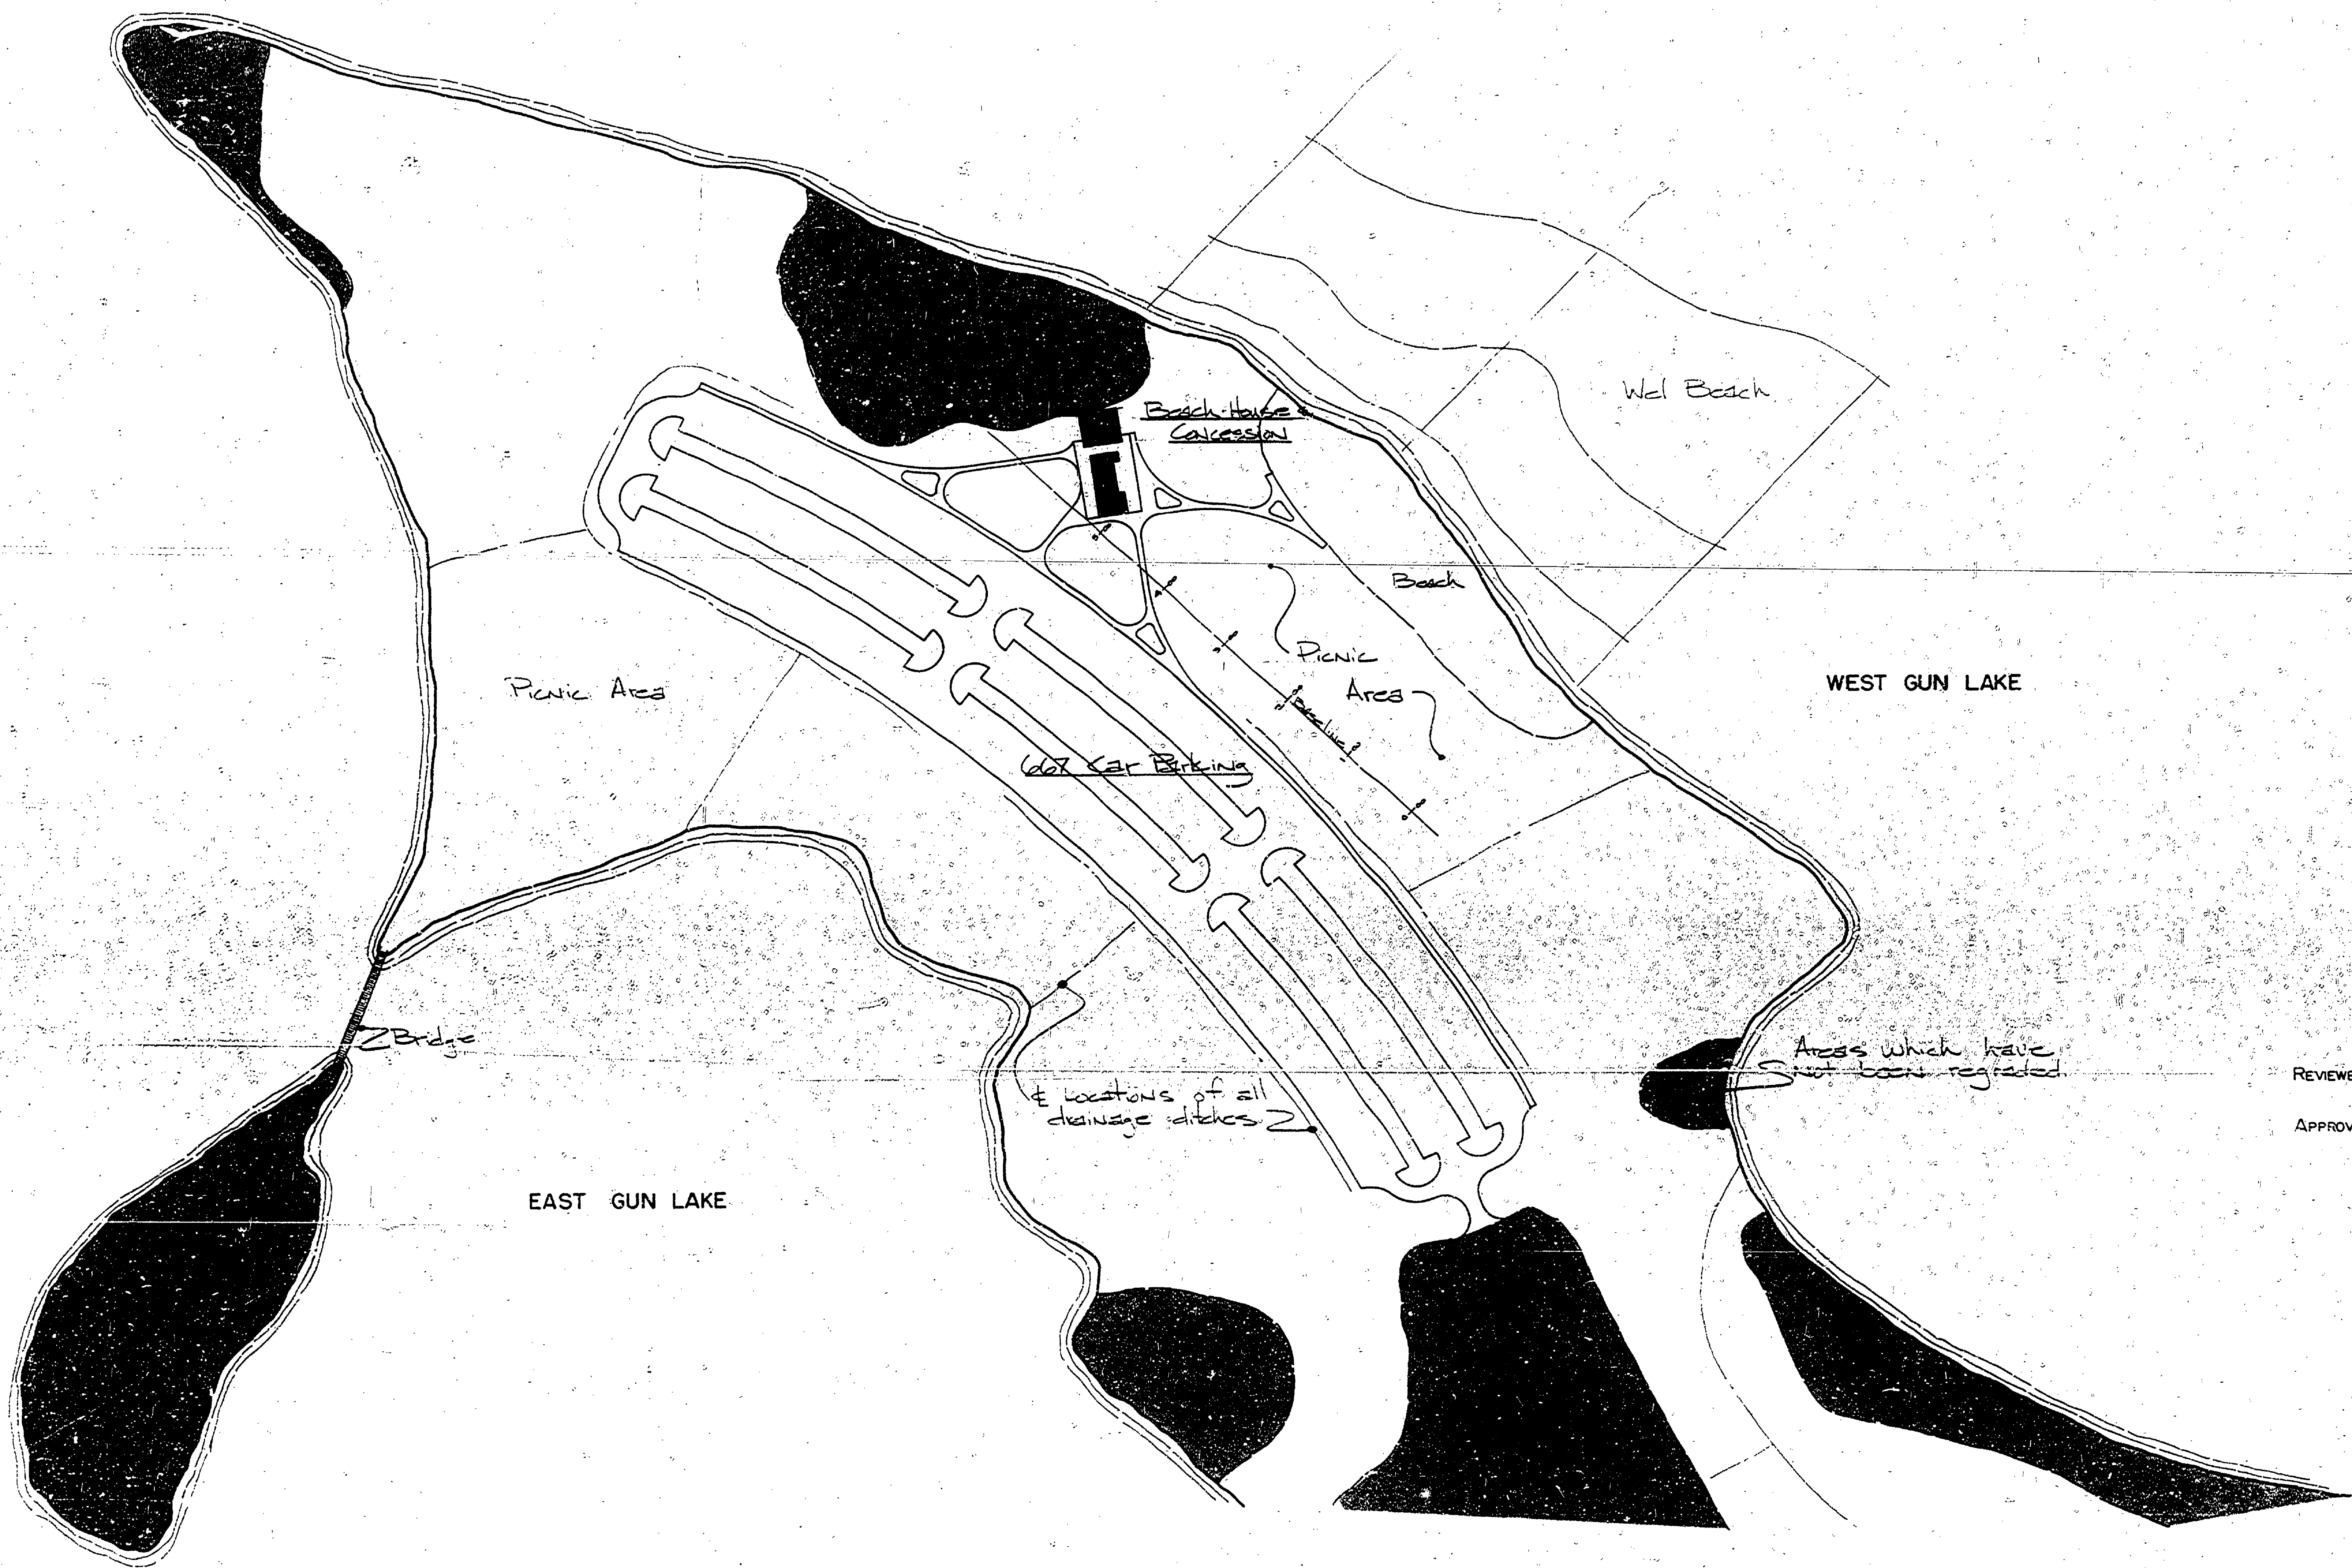 Beach House &
Concession
Wet Beach
Beach
Picnic
Area
WEST GUN LAKE
Picnic Area
Baseline
667 Car Parking
Bridge
Areas which have
not been regraded
REVIEWE
℄ Locations of all
drainage ditches
APPROV
EAST GUN LAKE